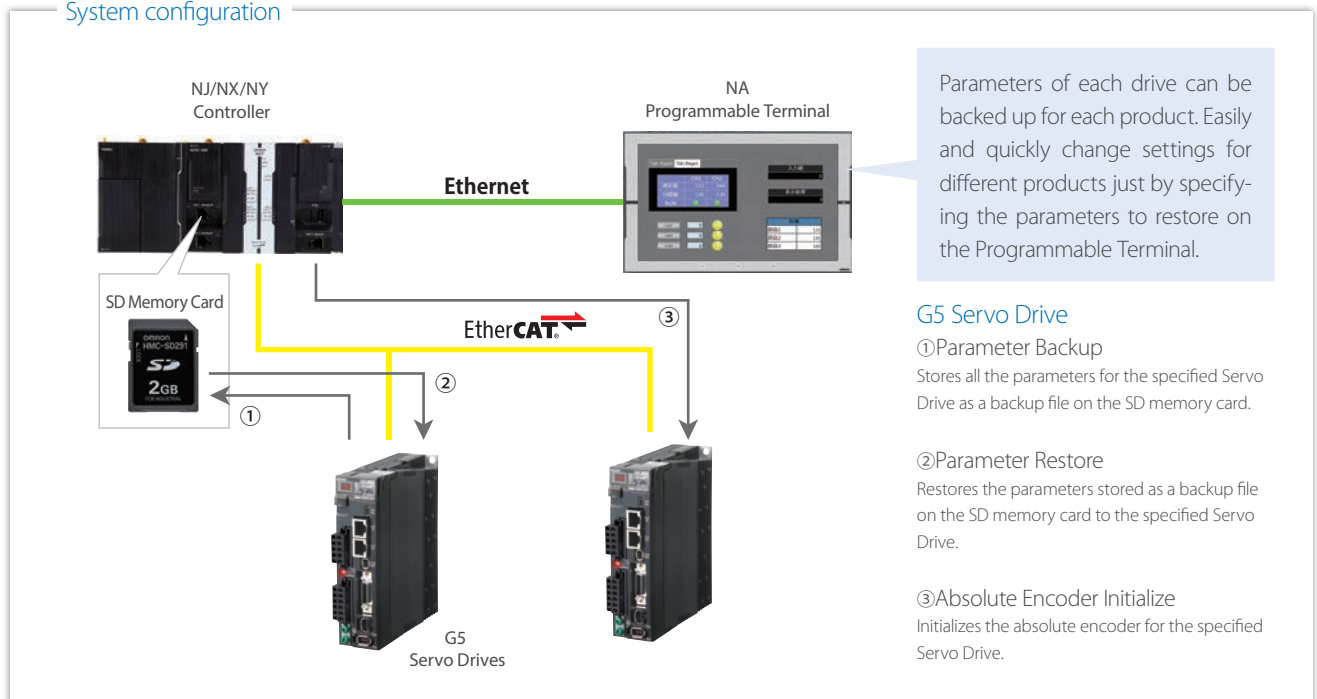 System configuration
NJ/NX/NY
Controller
NA
Programmable Terminal
Ethernet
SD Memory Card
omron
HMC-SD291
SD
2GB
EtherCAT®
①
②
③
G5
Servo Drives
Parameters of each drive can be
backed up for each product. Easily
and quickly change settings for
different products just by specify-
ing the parameters to restore on
the Programmable Terminal.
G5 Servo Drive
①Parameter Backup
Stores all the parameters for the specified Servo
Drive as a backup file on the SD memory card.
②Parameter Restore
Restores the parameters stored as a backup file
on the SD memory card to the specified Servo
Drive.
③Absolute Encoder Initialize
Initializes the absolute encoder for the specified
Servo Drive.